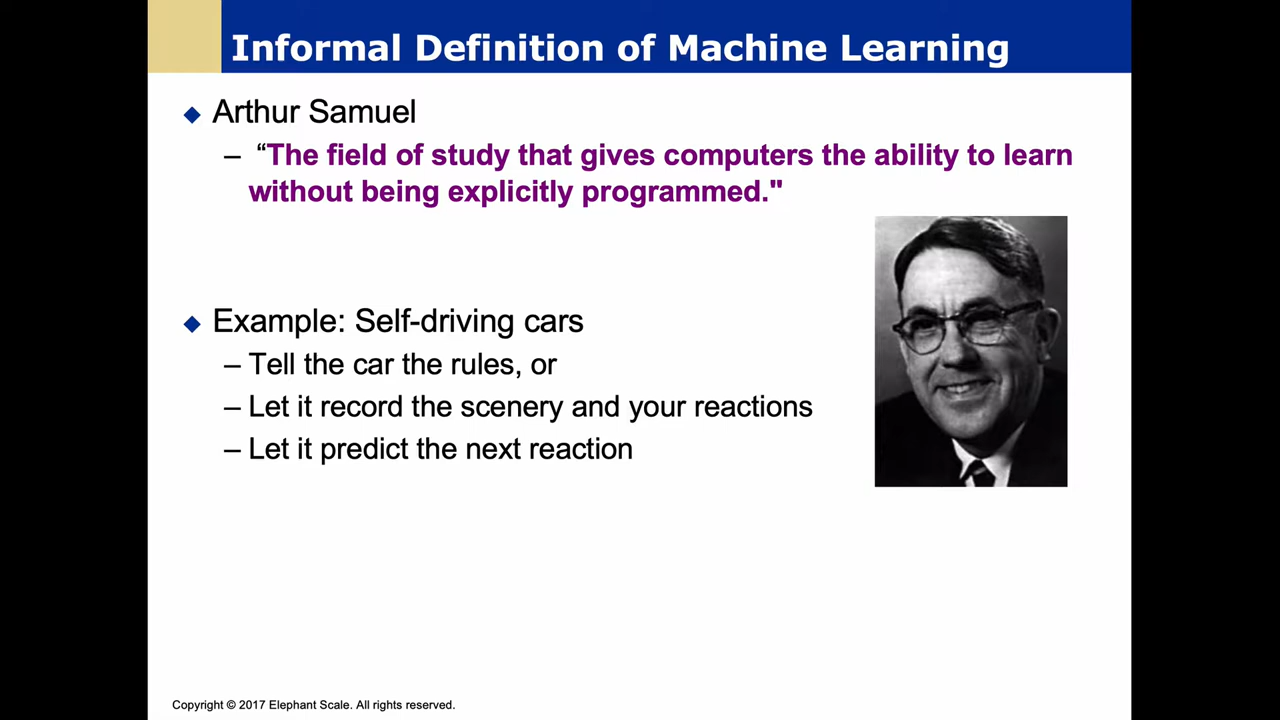 Informal Definition of Machine Learning
◆ Arthur Samuel
– “The field of study that gives computers the ability to learn
without being explicitly programmed."
◆ Example: Self-driving cars
– Tell the car the rules, or
– Let it record the scenery and your reactions
– Let it predict the next reaction
Copyright © 2017 Elephant Scale. All rights reserved.